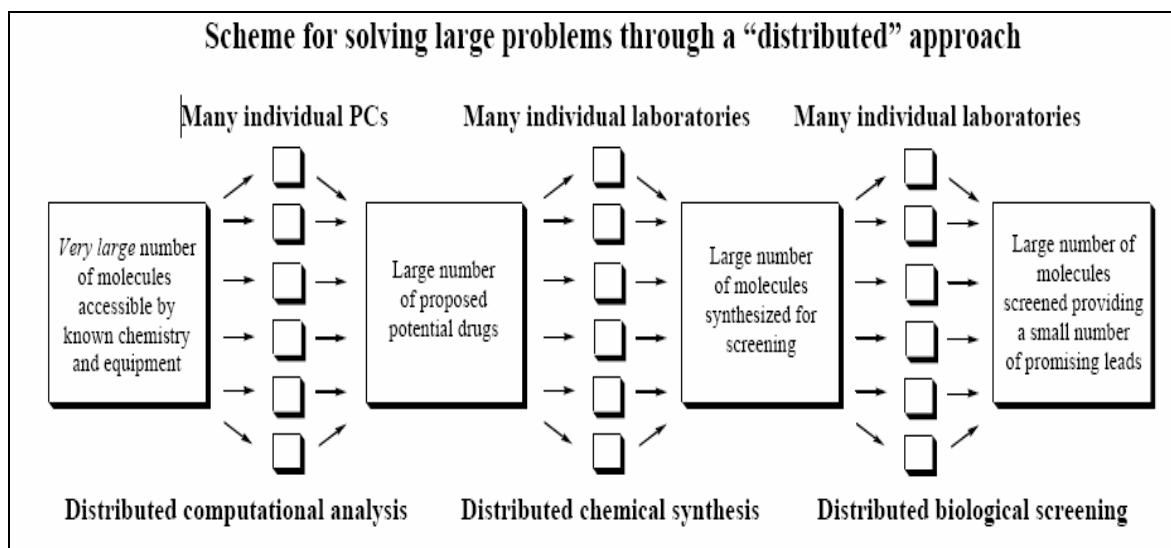 Scheme for solving large problems through a “distributed” approach
Many individual PCs
Many individual laboratories
Many individual laboratories
Very large number
of molecules
accessible by
known chemistry
and equipment
Large number
of proposed
potential drugs
Large number
of molecules
synthesized for
screening
Large number of
molecules
screened providing
a small number
of promising leads
Distributed computational analysis
Distributed chemical synthesis
Distributed biological screening